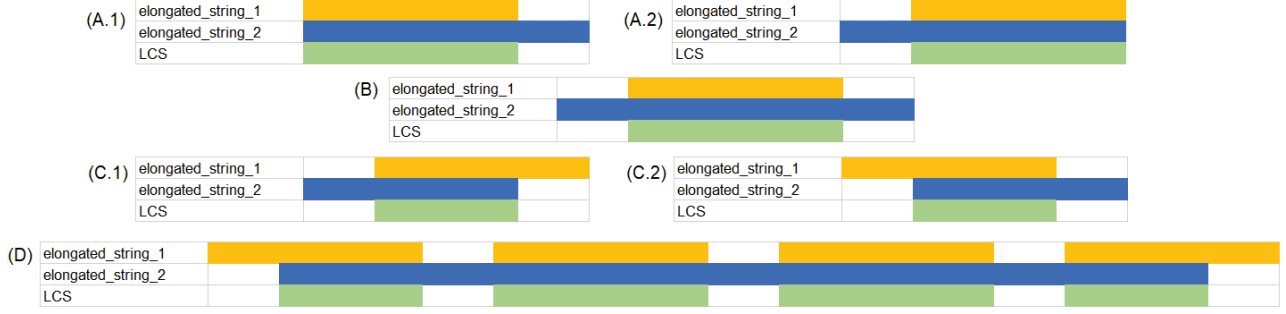 (A.1) elongated_string_1
elongated_string_2
LCS
(A.2) elongated_string_1
elongated_string_2
LCS
(B) elongated_string_1
elongated_string_2
LCS
(C.1) elongated_string_1
elongated_string_2
LCS
(C.2) elongated_string_1
elongated_string_2
LCS
(D) elongated_string_1
elongated_string_2
LCS